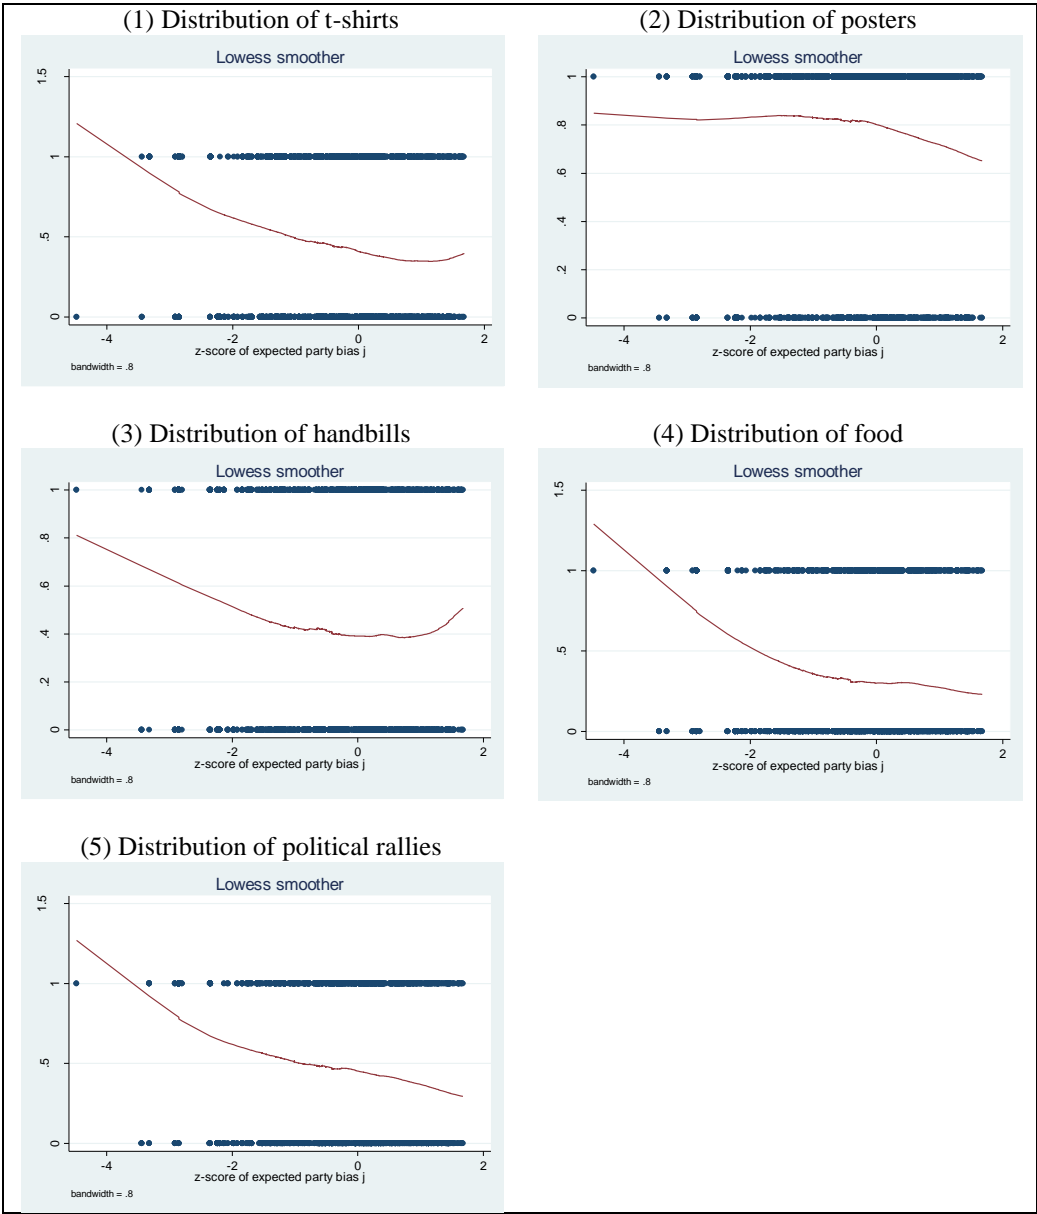 (1) Distribution of t-shirts
Lowess smoother
1.5
1
.5
0
-4 -2 0 2
z-score of expected party bias j
bandwidth = .8
(2) Distribution of posters
Lowess smoother
1
.8
.6
.4
.2
0
-4 -2 0 2
z-score of expected party bias j
bandwidth = .8
(3) Distribution of handbills
Lowess smoother
1
.8
.6
.4
.2
0
-4 -2 0 2
z-score of expected party bias j
bandwidth = .8
(4) Distribution of food
Lowess smoother
1.5
1
.5
0
-4 -2 0 2
z-score of expected party bias j
bandwidth = .8
(5) Distribution of political rallies
Lowess smoother
1.5
1
.5
0
-4 -2 0 2
z-score of expected party bias j
bandwidth = .8